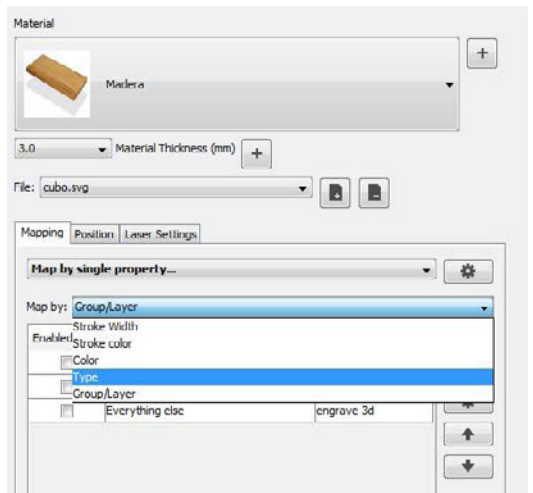 Material
Madera
3.0 Material Thickness (mm)
File: cubo.svg
Mapping Position Laser Settings
Map by single property...
Map by: Group/Layer
Stroke Width
Enabled
Stroke color
Color
Type
Group/Layer
Everything else engrave 3d